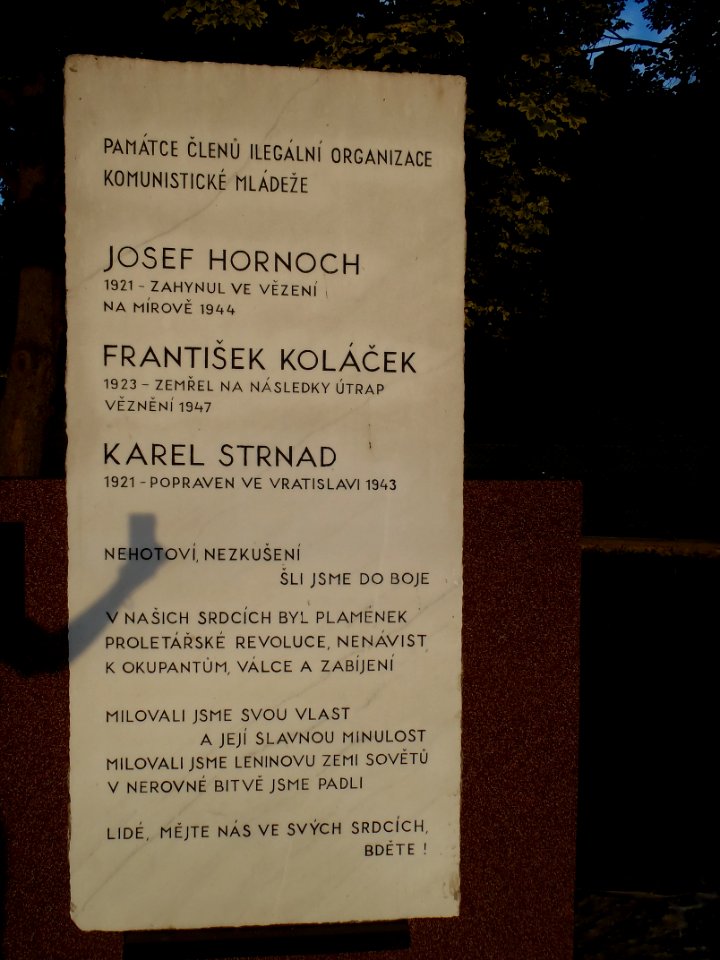 PAMÁTCE ČLENŮ ILEGÁLNÍ ORGANIZACE
KOMUNISTICKÉ MLÁDEŽE
JOSEF HORNOCH
1921 - ZAHYNUL VE VĚZENÍ
NA MÍROVĚ 1944
FRANTIŠEK KOLÁČEK
1923 - ZEMŘEL NA NÁSLEDKY ÚTRAP
VĚZNĚNÍ 1947
KAREL STRNAD
1921 - POPRAVEN VE VRATISLAVI 1943
NEHOTOVÍ, NEZKUŠENÍ
ŠLI JSME DO BOJE
V NAŠICH SRDCÍCH BYL PLAMÉNEK
PROLETÁŘSKÉ REVOLUCE, NENÁVIST
K OKUPANTŮM, VÁLCE A ZABÍJENÍ
MILOVALI JSME SVOU VLAST
A JEJÍ SLAVNOU MINULOST
MILOVALI JSME LENINOVU ZEMI SOVĚTŮ
V NEROVNÉ BITVĚ JSME PADLI
LIDÉ, MĚJTE NÁS VE SVÝCH SRDCÍCH,
BDĚTE !